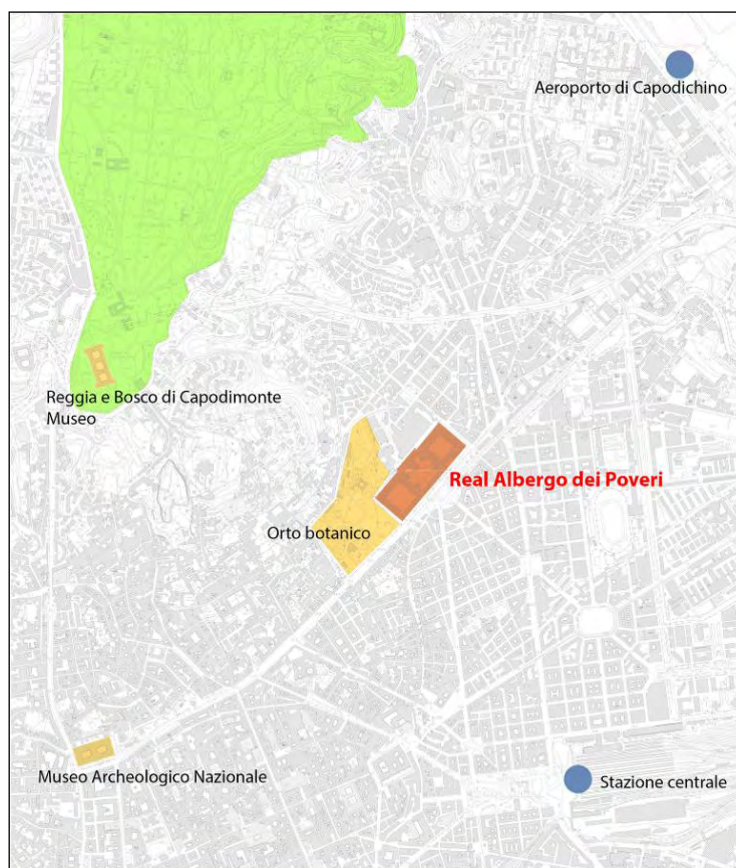 Aeroporto di Capodichino
Reggia e Bosco di Capodimonte
Museo
Real Albergo dei Poveri
Orto botanico
Museo Archeologico Nazionale
Stazione centrale